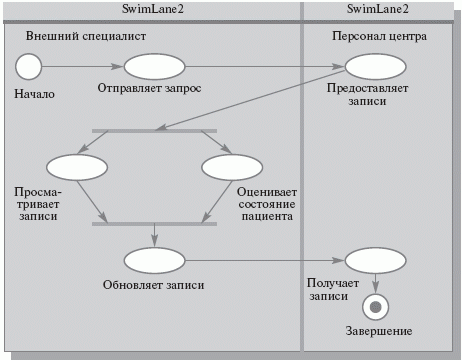 SwimLane2
SwimLane2
Внешний специалист
Персонал центра
Начало
Отправляет запрос
Предоставляет
записи
Просма-
тривает
записи
Оценивает
состояние
пациента
Обновляет записи
Получает
записи
Завершение